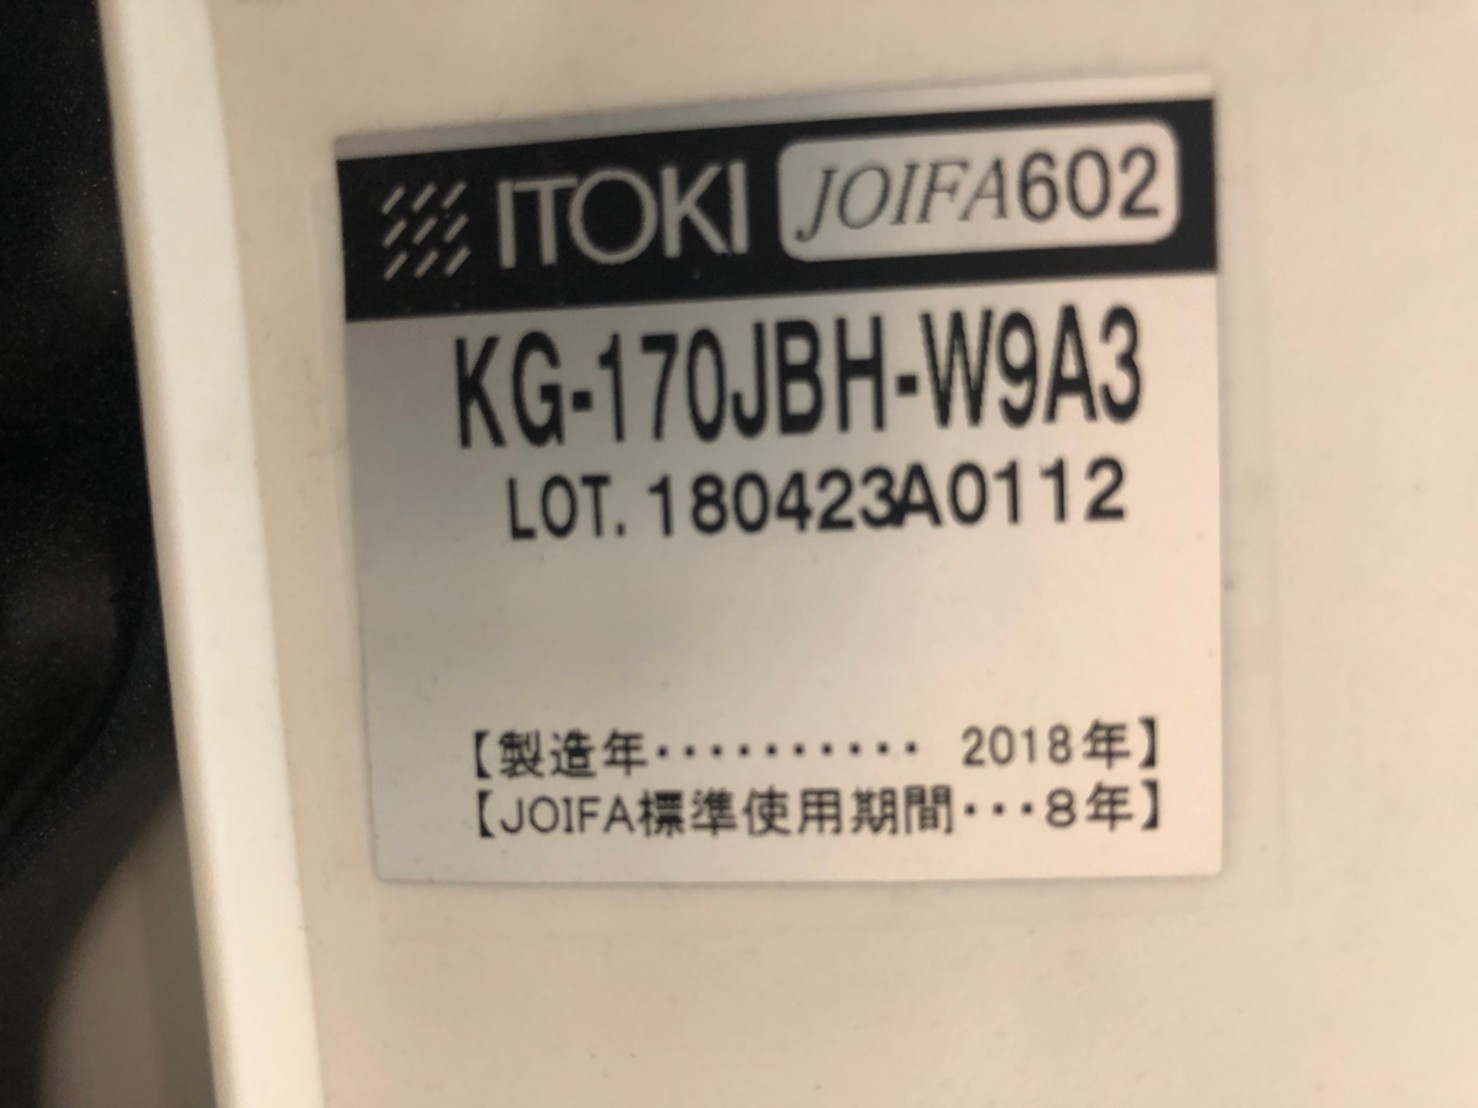 ITOKI JOIFA602
KG-170JBH-W9A3
LOT. 180423A0112
【製造年・・・・・・・・・・ 2018年】
【JOIFA標準使用期間・・・8年】